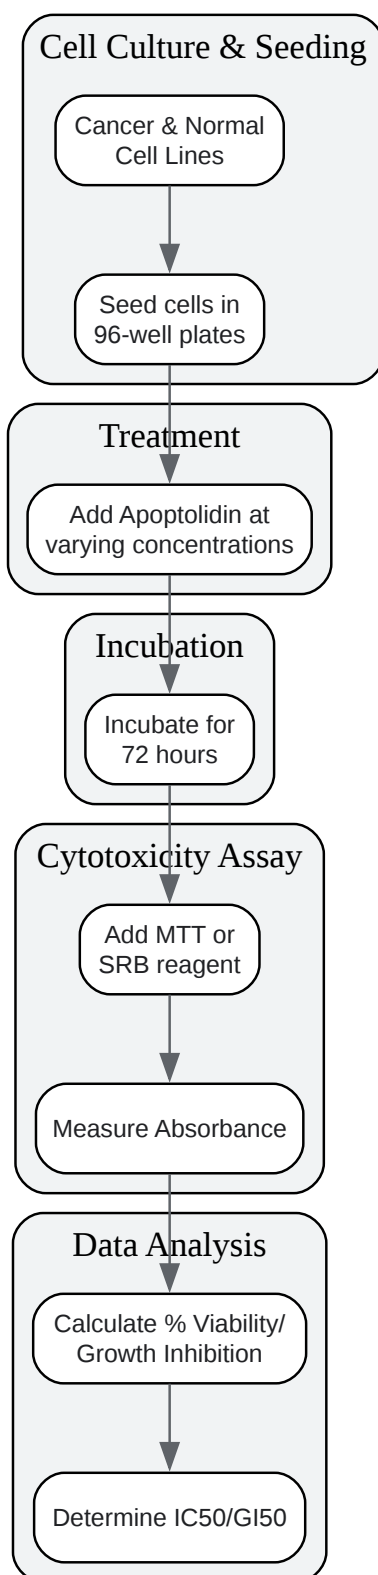 Cell Culture & Seeding
Cancer & Normal
Cell Lines
Seed cells in
96-well plates
Treatment
Add Apoptolidin at
varying concentrations
Incubation
Incubate for
72 hours
Cytotoxicity Assay
Add MTT or
SRB reagent
Measure Absorbance
Data Analysis
Calculate % Viability/
Growth Inhibition
Determine IC50/GI50